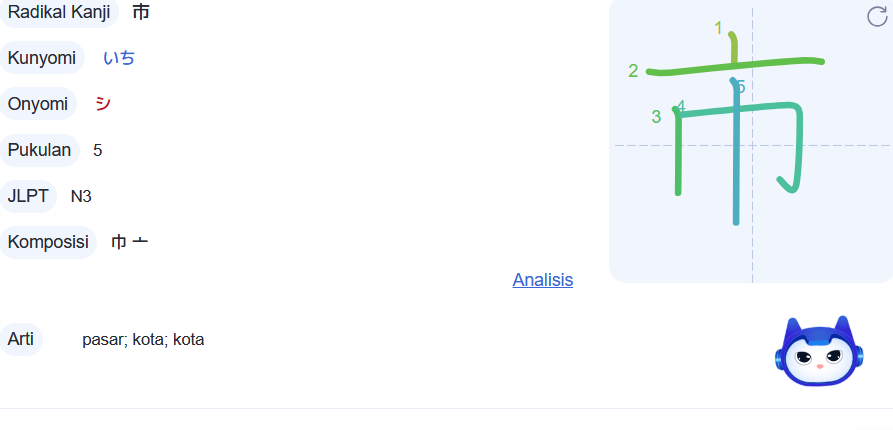 Radikal Kanji 市
Kunyomi いち
Onyomi シ
Pukulan 5
JLPT N3
Komposisi 巾 亠
Analisis
Arti pasar; kota; kota
1
2
3
4
5